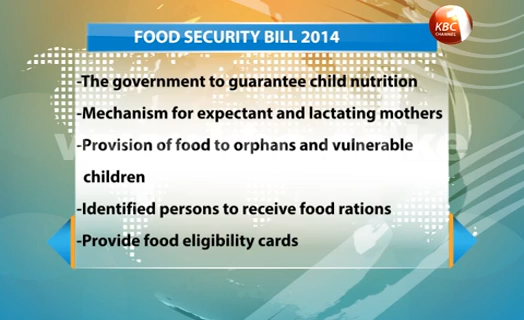 FOOD SECURITY BILL 2014
KBC
CHANNEL
1
-The government to guarantee child nutrition
-Mechanism for expectant and lactating mothers
-Provision of food to orphans and vulnerable
children
-Identified persons to receive food rations
-Provide food eligibility cards